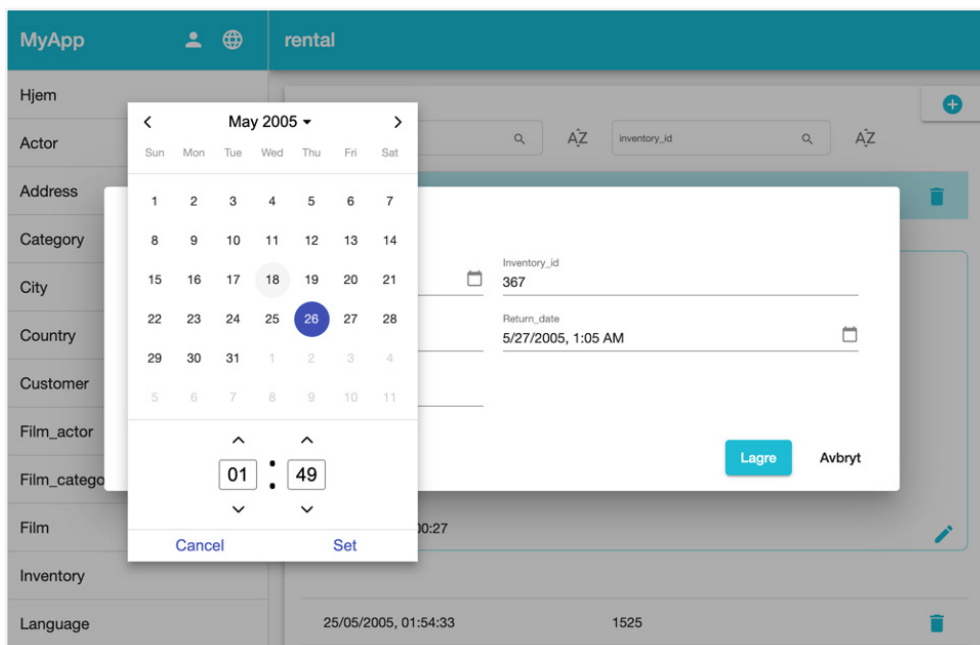 MyApp
rental
Hjem
Actor
Address
Category
City
Country
Customer
Film_actor
Film_catego
Film
Inventory
Language
May 2005
Sun Mon Tue Wed Thu Fri Sat
1 2 3 4 5 6 7
8 9 10 11 12 13 14
15 16 17 18 19 20 21
22 23 24 25 26 27 28
29 30 31 1 2 3 4
5 6 7 8 9 10 11
01 : 49
Cancel Set
AZ
inventory_id
AZ
Inventory_id
367
Return_date
5/27/2005, 1:05 AM
Lagre Avbryt
00:27
25/05/2005, 01:54:33 1525